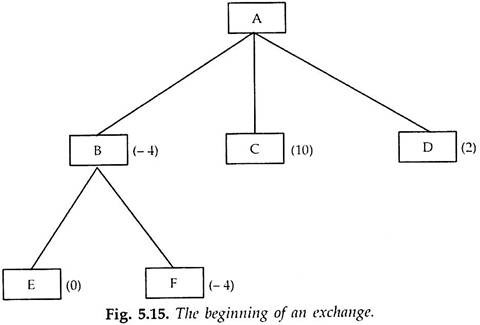 A
B (-4) C (10) D (2)
E (0) F (-4)
Fig. 5.15. The beginning of an exchange.